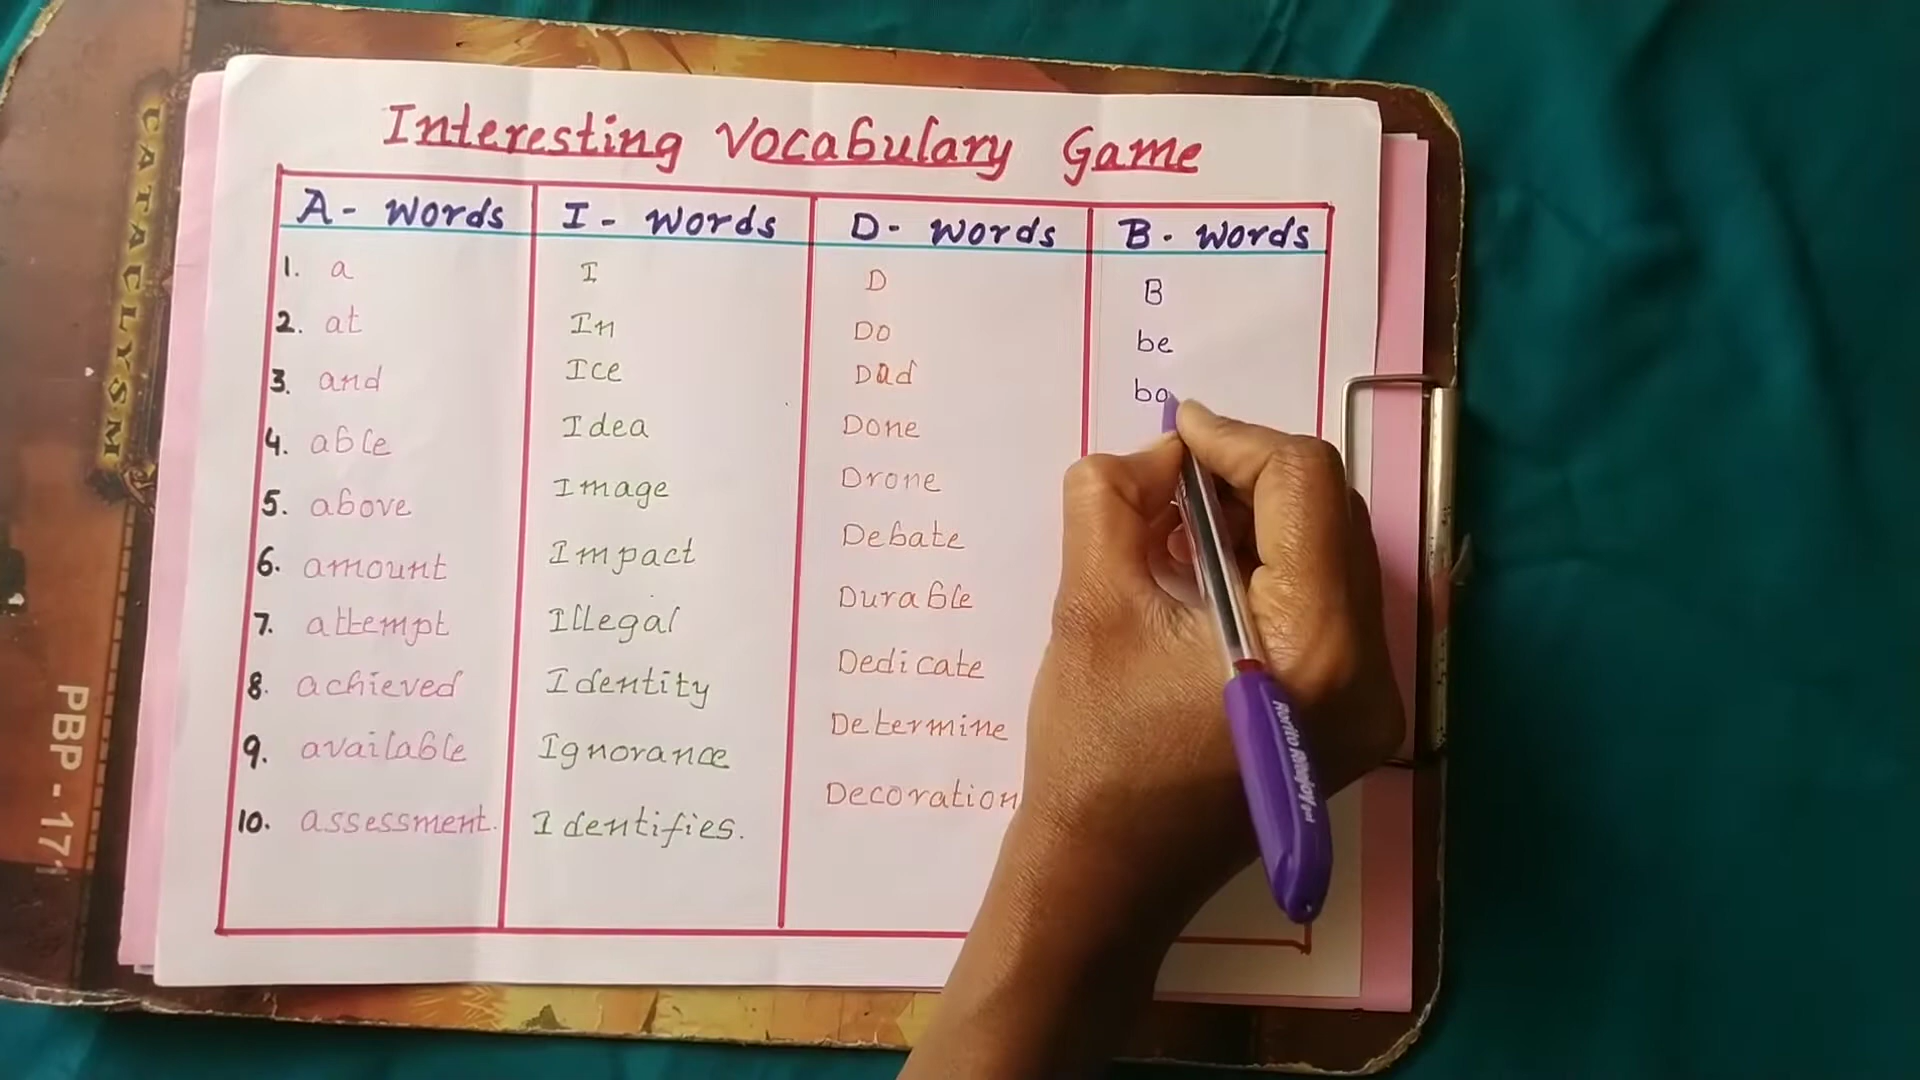 Interesting Vocabulary Game
A - Words I - Words D - Words B - Words
1. a I D B
2. at In Do be
3. and Ice Dad bo
4. able Idea Done
5. above Image Drone
6. amount Impact Debate
7. attempt Illegal Durable
8. achieved Identity Dedicate
9. available Ignorance Determine
10. assessment. Identifies. Decoration
CATACLYSM
PBP - 171